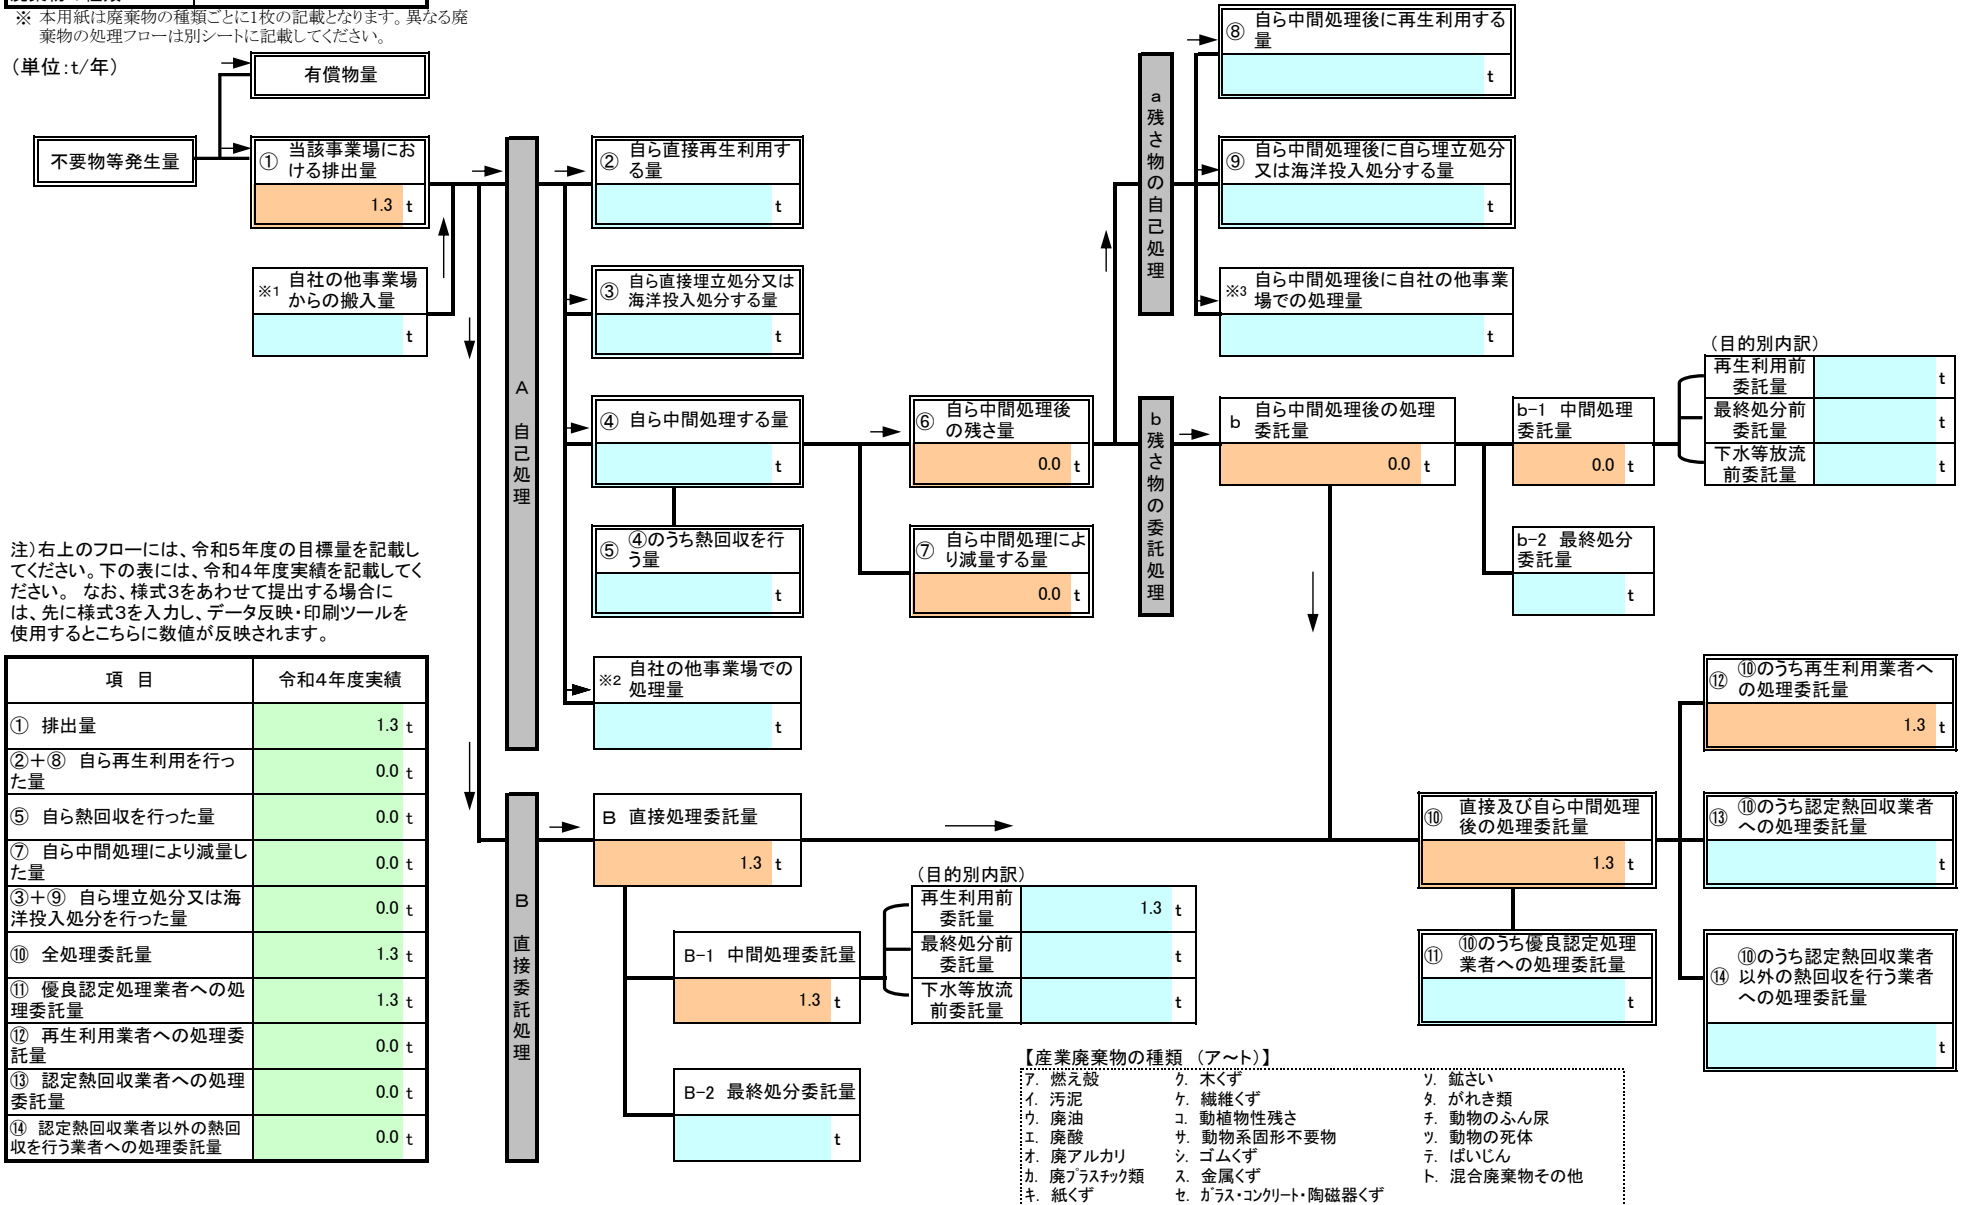 ※ 本用紙は廃棄物の種類ごとに1枚の記載となります。異なる廃
棄物の処理フローは別シートに記載してください。
（単位：t/年）
有償物量
不要物等発生量
① 当該事業場にお
ける排出量
1.3 t
※1 自社の他事業場
からの搬入量
t
A 自己処理
② 自ら直接再生利用す
る量
t
③ 自ら直接埋立処分又は
海洋投入処分する量
t
④ 自ら中間処理する量
t
⑤ ④のうち熱回収を行
う量
t
※2 自社の他事業場での
処理量
t
⑥ 自ら中間処理後
の残さ量
0.0 t
⑦ 自ら中間処理によ
り減量する量
0.0 t
a 残さ物の自己処理
⑧ 自ら中間処理後に再生利用する
量
t
⑨ 自ら中間処理後に自ら埋立処分
又は海洋投入処分する量
t
※3 自ら中間処理後に自社の他事業
場での処理量
t
b 残さ物の委託処理
b 自ら中間処理後の処理
委託量
0.0 t
b-1 中間処理
委託量
0.0 t
（目的別内訳）
再生利用前
委託量
t
最終処分前
委託量
t
下水等放流
前委託量
t
b-2 最終処分
委託量
t
注）右上のフローには、令和5年度の目標量を記載し
てください。下の表には、令和4年度実績を記載してく
ださい。 なお、様式3をあわせて提出する場合に
は、先に様式3を入力し、データ反映・印刷ツールを
使用するとこちらに数値が反映されます。
項 目 令和4年度実績
① 排出量 1.3 t
②＋⑧ 自ら再生利用を行っ
た量 0.0 t
⑤ 自ら熱回収を行った量 0.0 t
⑦ 自ら中間処理により減量し
た量 0.0 t
③＋⑨ 自ら埋立処分又は海
洋投入処分を行った量 0.0 t
⑩ 全処理委託量 1.3 t
⑪ 優良認定処理業者への処
理委託量 1.3 t
⑫ 再生利用業者への処理委
託量 0.0 t
⑬ 認定熱回収業者への処理
委託量 0.0 t
⑭ 認定熱回収業者以外の熱回
収を行う業者への処理委託量 0.0 t
B 直接委託処理
B 直接処理委託量
1.3 t
B-1 中間処理委託量
1.3 t
B-2 最終処分委託量
t
（目的別内訳）
再生利用前
委託量
1.3 t
最終処分前
委託量
t
下水等放流
前委託量
t
⑩ 直接及び自ら中間処理
後の処理委託量
1.3 t
⑪ ⑩のうち優良認定処理
業者への処理委託量
t
⑫ ⑩のうち再生利用業者へ
の処理委託量
1.3 t
⑬ ⑩のうち認定熱回収業者
への処理委託量
t
⑭ ⑩のうち認定熱回収業者
以外の熱回収を行う業者
への処理委託量
t
【産業廃棄物の種類 （ア～ト）】
ア. 燃え殻 ク. 木くず ソ. 鉱さい
イ. 汚泥 ケ. 繊維くず タ. がれき類
ウ. 廃油 コ. 動植物性残さ チ. 動物のふん尿
エ. 廃酸 サ. 動物系固形不要物 ツ. 動物の死体
オ. 廃アルカリ シ. ゴムくず テ. ばいじん
カ. 廃プラスチック類 ス. 金属くず ト. 混合廃棄物その他
キ. 紙くず セ. ガラス・コンクリート・陶磁器くず